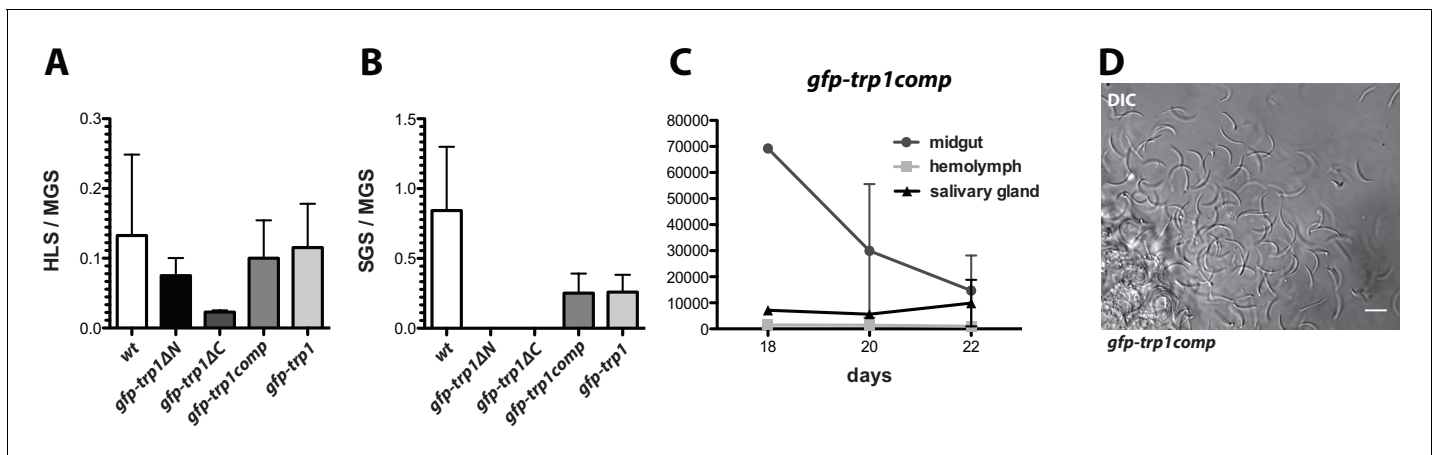 A
HLS / MGS
0.3
0.2
0.1
0.0
wt
gfp-trp1ΔN
gfp-trp1ΔC
gfp-trp1comp
gfp-trp1
B
SGS / MGS
1.5
1.0
0.5
0.0
wt
gfp-trp1ΔN
gfp-trp1ΔC
gfp-trp1comp
gfp-trp1
C
gfp-trp1comp
80000
70000
60000
50000
40000
30000
20000
10000
0
midgut
hemolymph
salivary gland
18
20
22
days
D
DIC
gfp-trp1comp